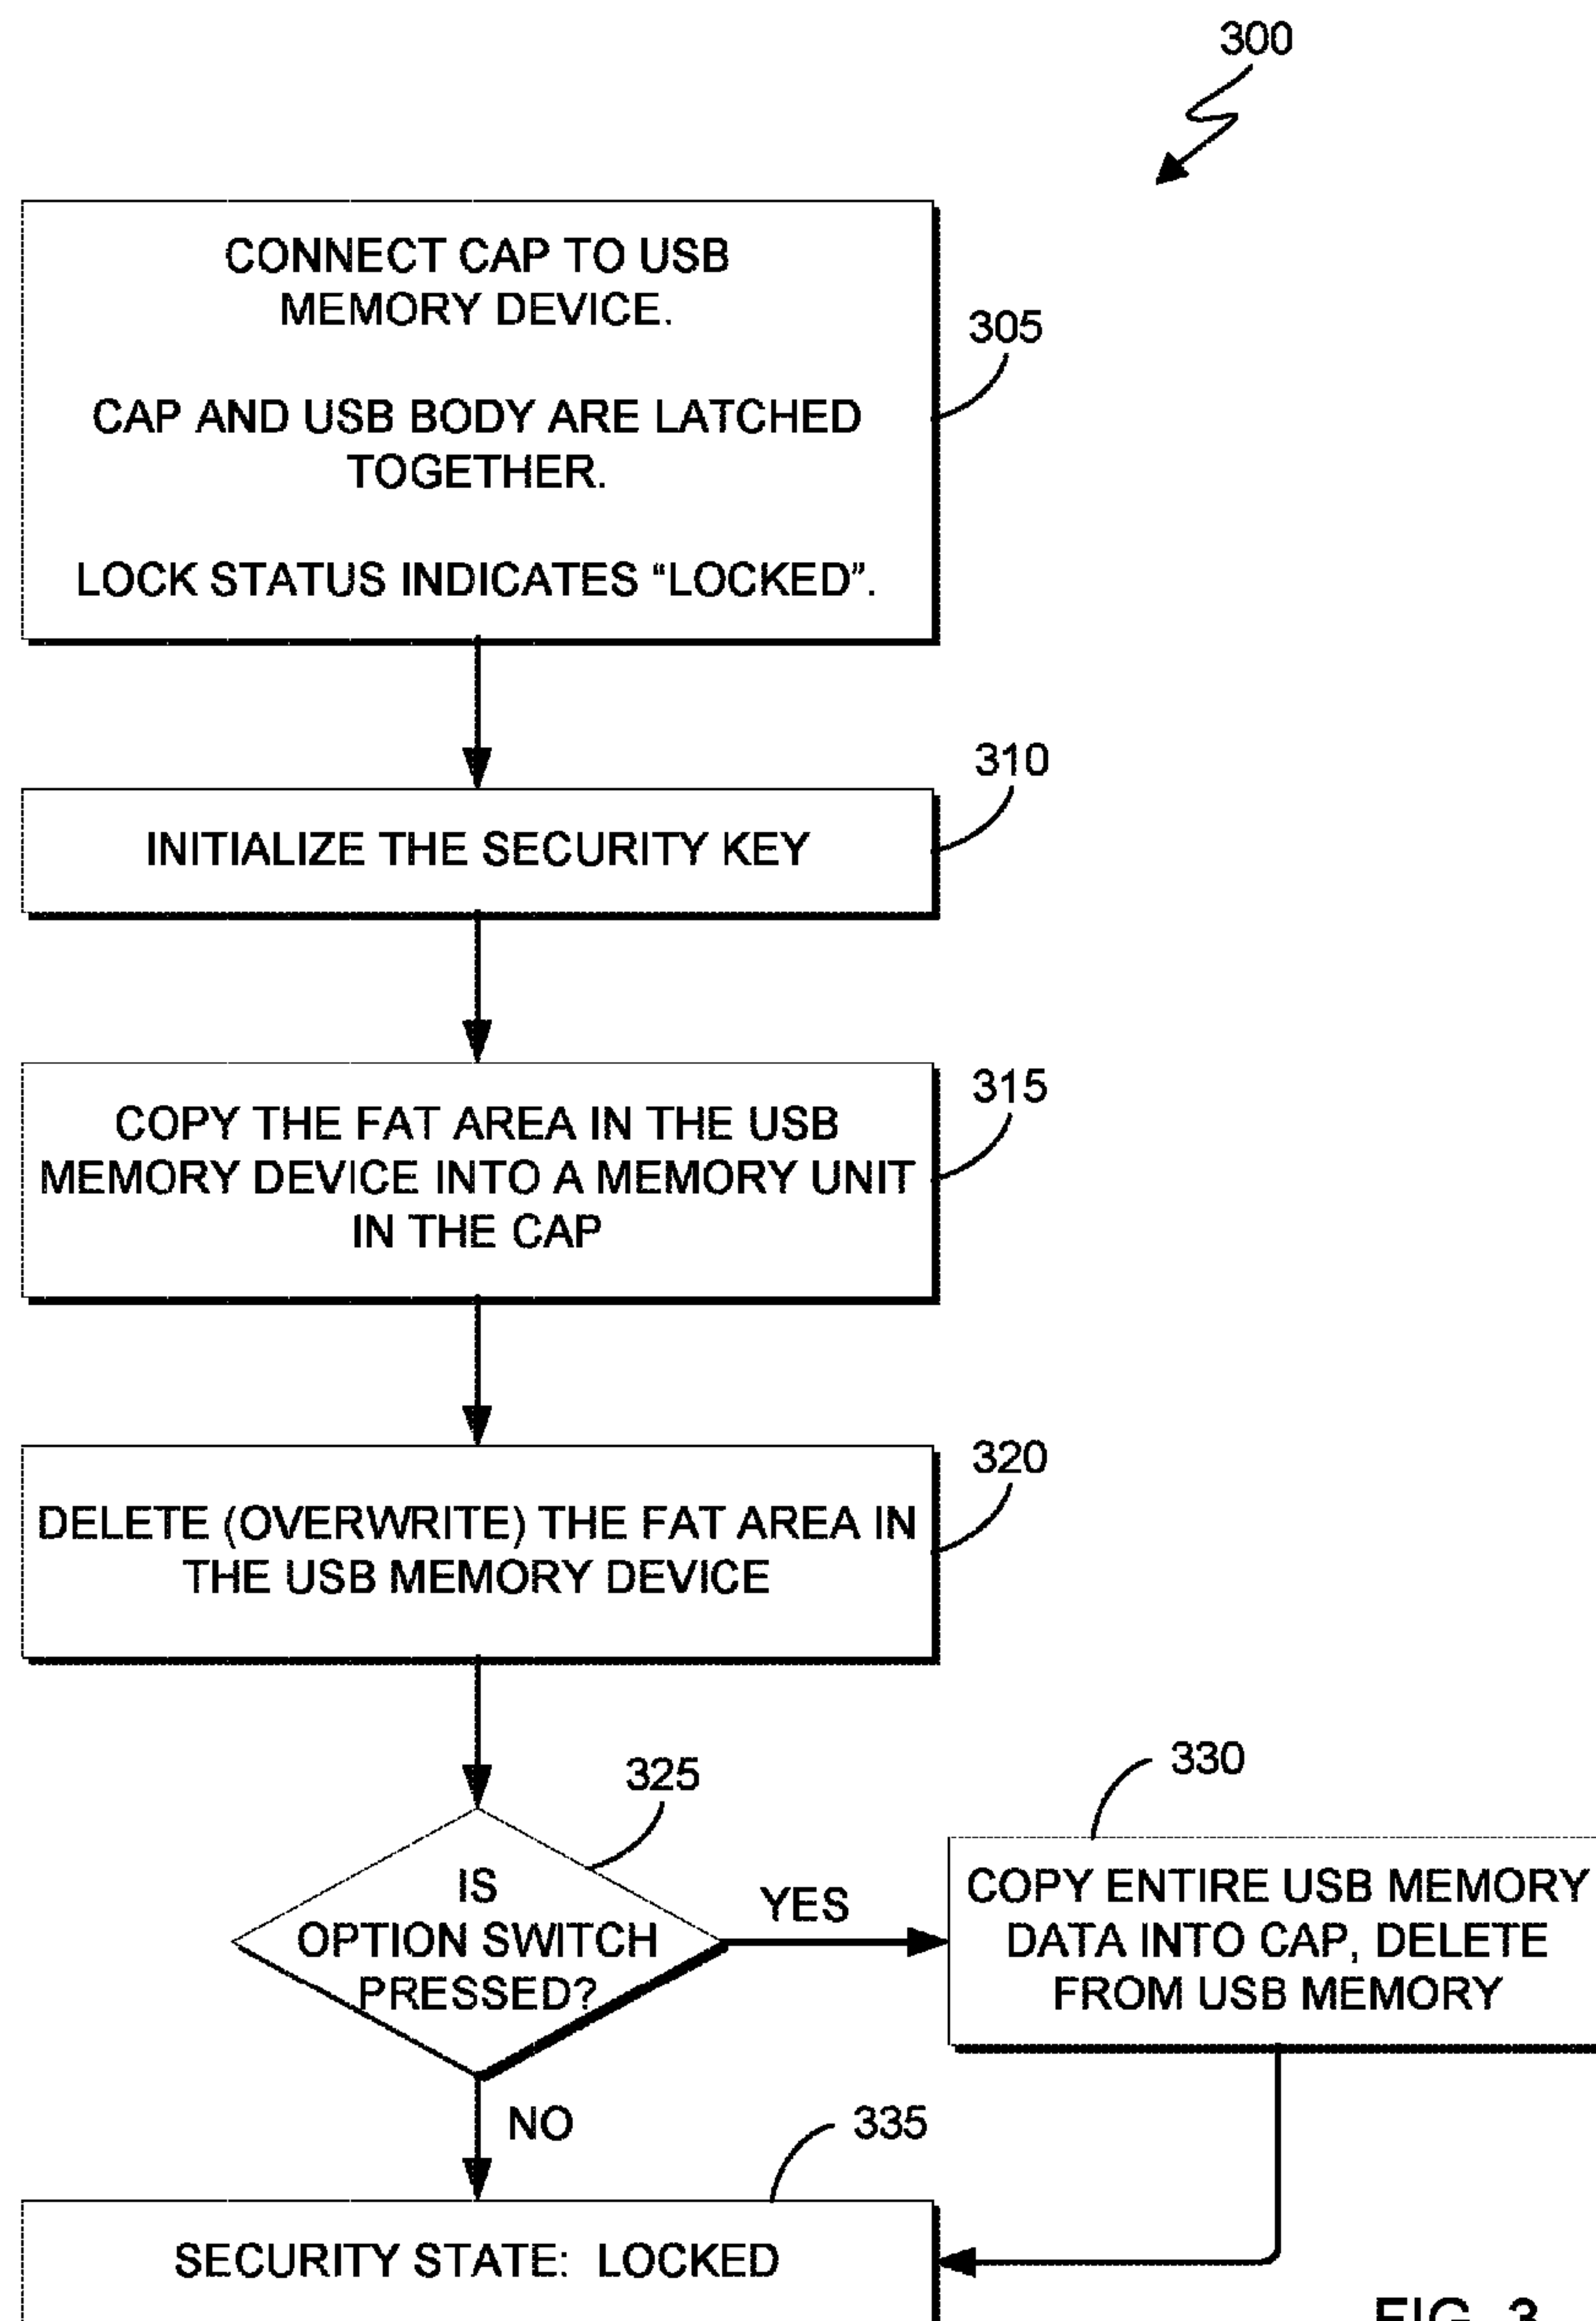 300
CONNECT CAP TO USB
MEMORY DEVICE.
CAP AND USB BODY ARE LATCHED
TOGETHER.
LOCK STATUS INDICATES “LOCKED”.
305
INITIALIZE THE SECURITY KEY
310
COPY THE FAT AREA IN THE USB
MEMORY DEVICE INTO A MEMORY UNIT
IN THE CAP
315
DELETE (OVERWRITE) THE FAT AREA IN
THE USB MEMORY DEVICE
320
IS
OPTION SWITCH
PRESSED?
325
YES
330
COPY ENTIRE USB MEMORY
DATA INTO CAP, DELETE
FROM USB MEMORY
NO
335
SECURITY STATE: LOCKED
FIG. 3